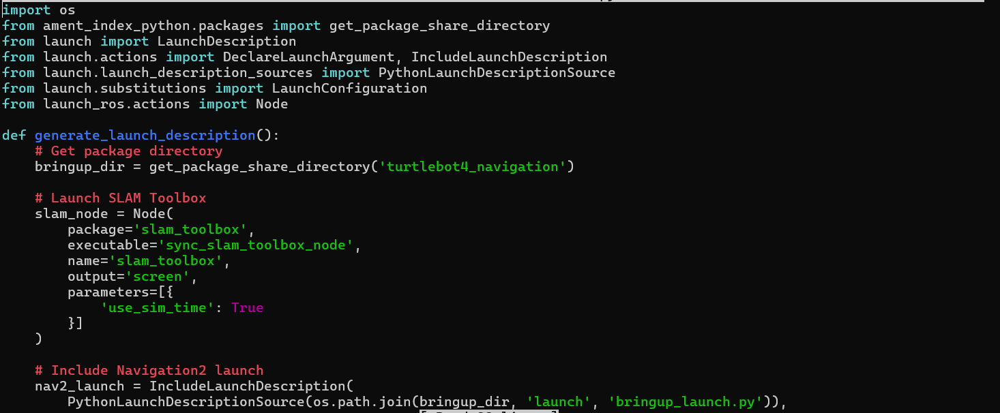 import os
from ament_index_python.packages import get_package_share_directory
from launch import LaunchDescription
from launch.actions import DeclareLaunchArgument, IncludeLaunchDescription
from launch.launch_description_sources import PythonLaunchDescriptionSource
from launch.substitutions import LaunchConfiguration
from launch_ros.actions import Node

def generate_launch_description():
    # Get package directory
    bringup_dir = get_package_share_directory('turtlebot4_navigation')

    # Launch SLAM Toolbox
    slam_node = Node(
        package='slam_toolbox',
        executable='sync_slam_toolbox_node',
        name='slam_toolbox',
        output='screen',
        parameters=[{
            'use_sim_time': True
        }]
    )

    # Include Navigation2 launch
    nav2_launch = IncludeLaunchDescription(
        PythonLaunchDescriptionSource(os.path.join(bringup_dir, 'launch', 'bringup_launch.py')),